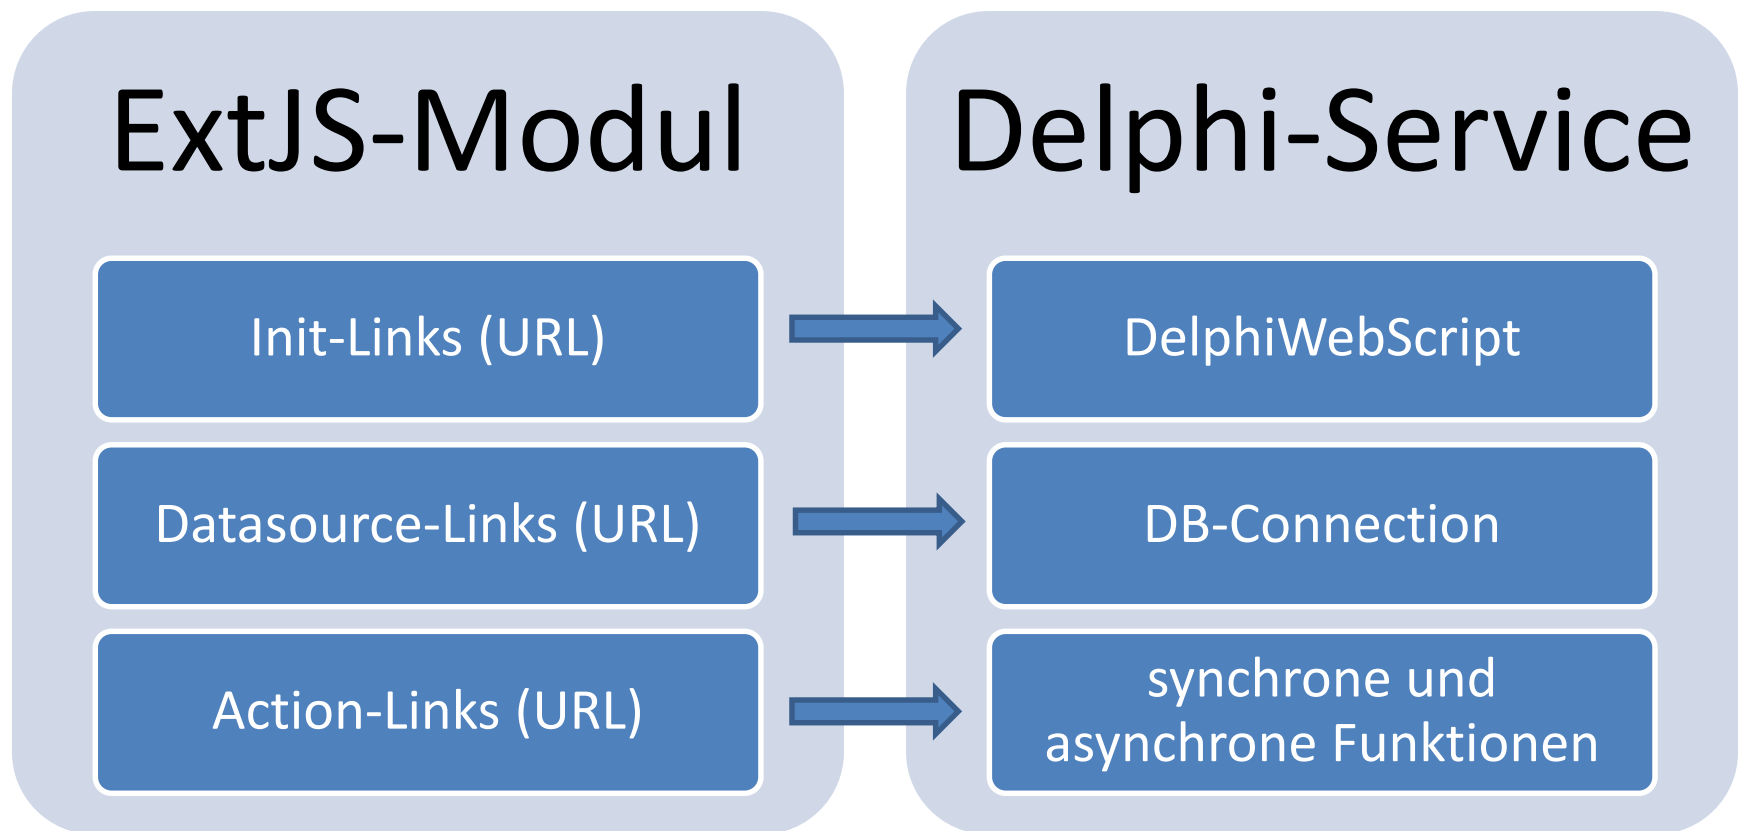 ExtJS-Modul
Init-Links (URL)
Datasource-Links (URL)
Action-Links (URL)
Delphi-Service
DelphiWebScript
DB-Connection
synchrone und
asynchrone Funktionen